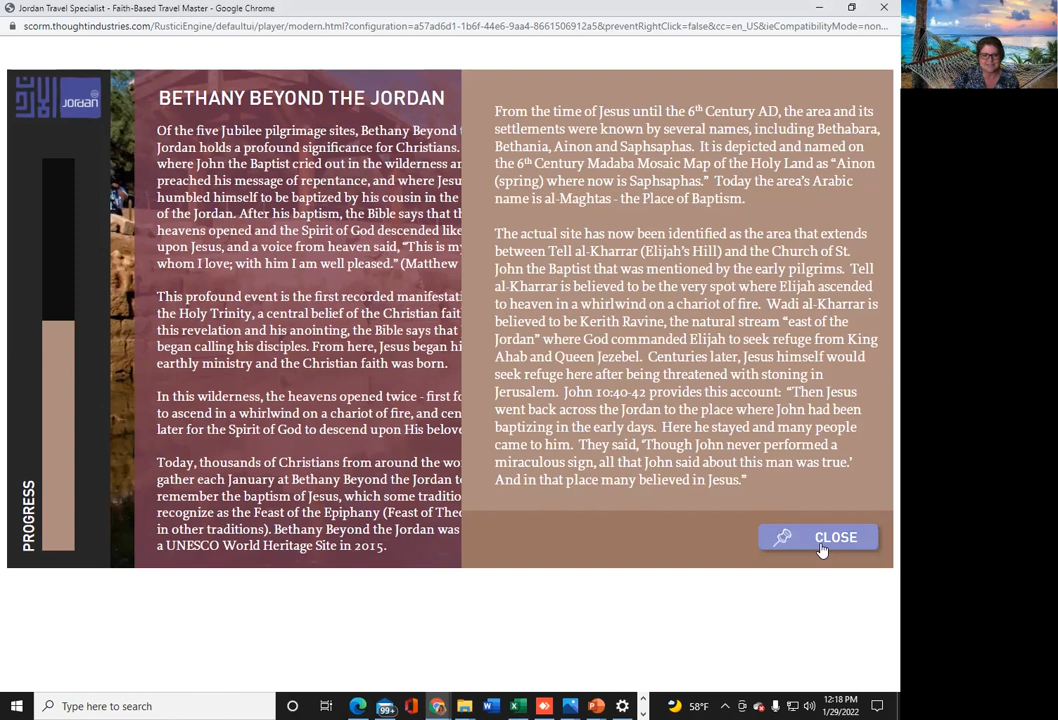 Jordan Travel Specialist - Faith-Based Travel Master - Google Chrome
scorm.thoughtindustries.com/RusticiEngine/defaultui/player/modern.html?configuration=a57ad6d1-1b6f-44e6-9aa4-8661506912a5&preventRightClick=false&cc=en_US&ieCompatibilityMode=non...
الأردن
Jordan
PROGRESS
BETHANY BEYOND THE JORDAN
Of the five Jubilee pilgrimage sites, Bethany Beyond
Jordan holds a profound significance for Christians.
where John the Baptist cried out in the wilderness
preached his message of repentance, and where
humbled himself to be baptized by his cousin in the
of the Jordan. After his baptism, the Bible says that
heavens opened and the Spirit of God descended
upon Jesus, and a voice from heaven said, “This is
whom I love; with him I am well pleased.” (Matthew
This profound event is the first recorded
the Holy Trinity, a central belief of the Christian
this revelation and his anointing, the Bible says that
began calling his disciples. From here, Jesus began
earthly ministry and the Christian faith was born.
In this wilderness, the heavens opened twice - first
to ascend in a whirlwind on a chariot of fire, and
later for the Spirit of God to descend upon His
Today, thousands of Christians from around the
gather each January at Bethany Beyond the Jordan
remember the baptism of Jesus, which some
recognize as the Feast of the Epiphany (Feast of
in other traditions). Bethany Beyond the Jordan was
a UNESCO World Heritage Site in 2015.
From the time of Jesus until the 6th Century AD, the area and its
settlements were known by several names, including Bethabara,
Bethania, Ainon and Saphsaphas. It is depicted and named on
the 6th Century Madaba Mosaic Map of the Holy Land as “Ainon
(spring) where now is Saphsaphas.” Today the area’s Arabic
name is al-Maghtas - the Place of Baptism.
The actual site has now been identified as the area that extends
between Tell al-Kharrar (Elijah’s Hill) and the Church of St.
John the Baptist that was mentioned by the early pilgrims. Tell
al-Kharrar is believed to be the very spot where Elijah ascended
to heaven in a whirlwind on a chariot of fire. Wadi al-Kharrar is
believed to be Kerith Ravine, the natural stream “east of the
Jordan” where God commanded Elijah to seek refuge from King
Ahab and Queen Jezebel. Centuries later, Jesus himself would
seek refuge here after being threatened with stoning in
Jerusalem. John 10:40-42 provides this account: “Then Jesus
went back across the Jordan to the place where John had been
baptizing in the early days. Here he stayed and many people
came to him. They said, ‘Though John never performed a
miraculous sign, all that John said about this man was true.’
And in that place many believed in Jesus.”
CLOSE
Type here to search
99+
58°F
12:18 PM
1/29/2022